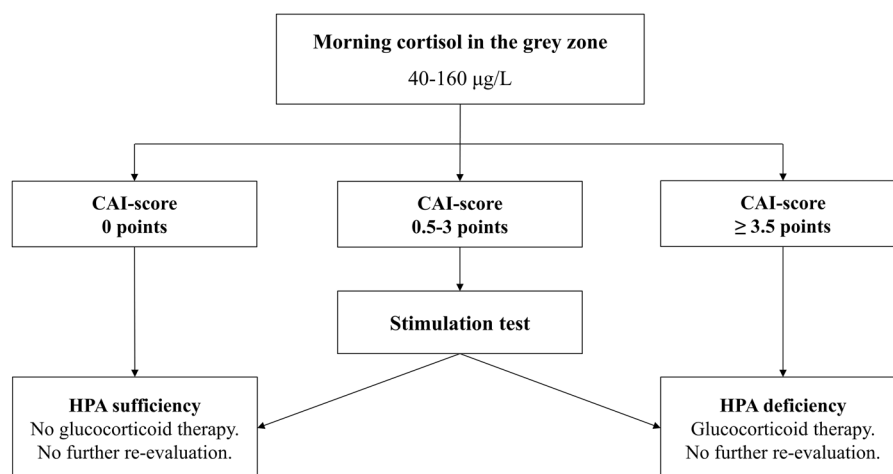 Morning cortisol in the grey zone
40-160 μg/L
CAI-score
0 points
CAI-score
0.5-3 points
CAI-score
≥ 3.5 points
Stimulation test
HPA sufficiency
No glucocorticoid therapy.
No further re-evaluation.
HPA deficiency
Glucocorticoid therapy.
No further re-evaluation.